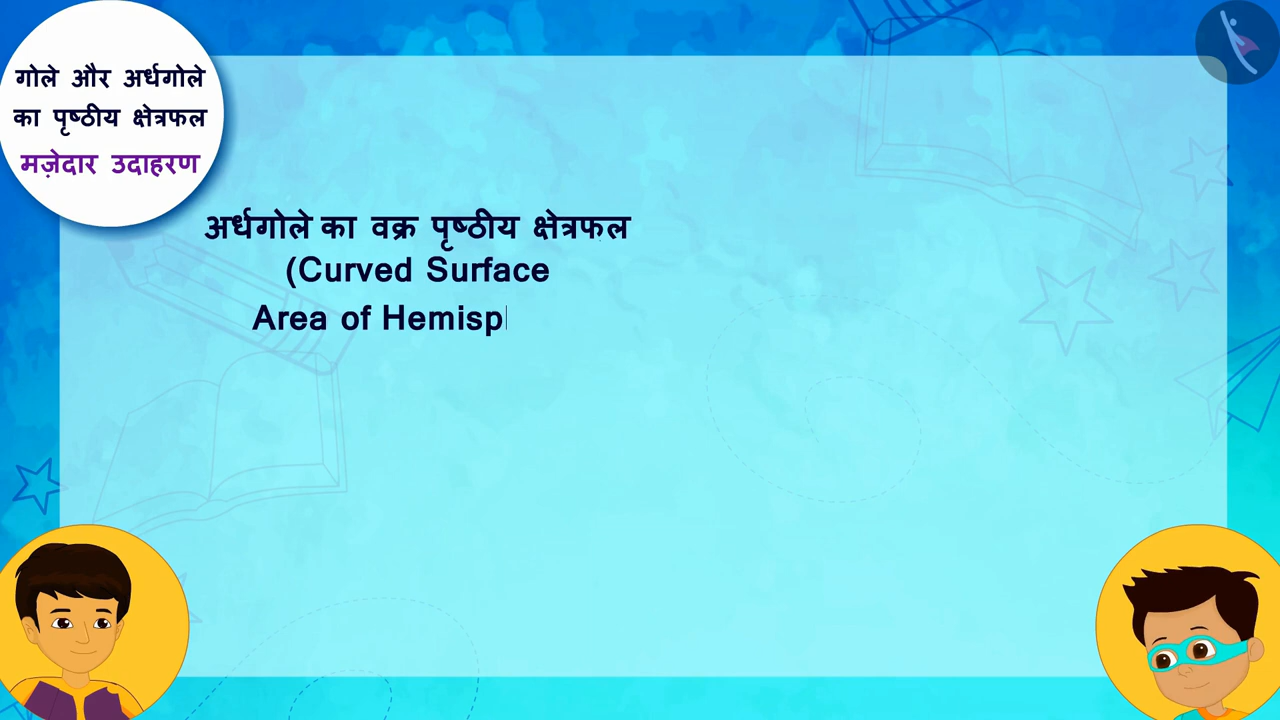 गोले और अर्धगोले
का पृष्ठीय क्षेत्रफल
मज़ेदार उदाहरण
अर्धगोले का वक्र पृष्ठीय क्षेत्रफल
(Curved Surface
Area of Hemisp